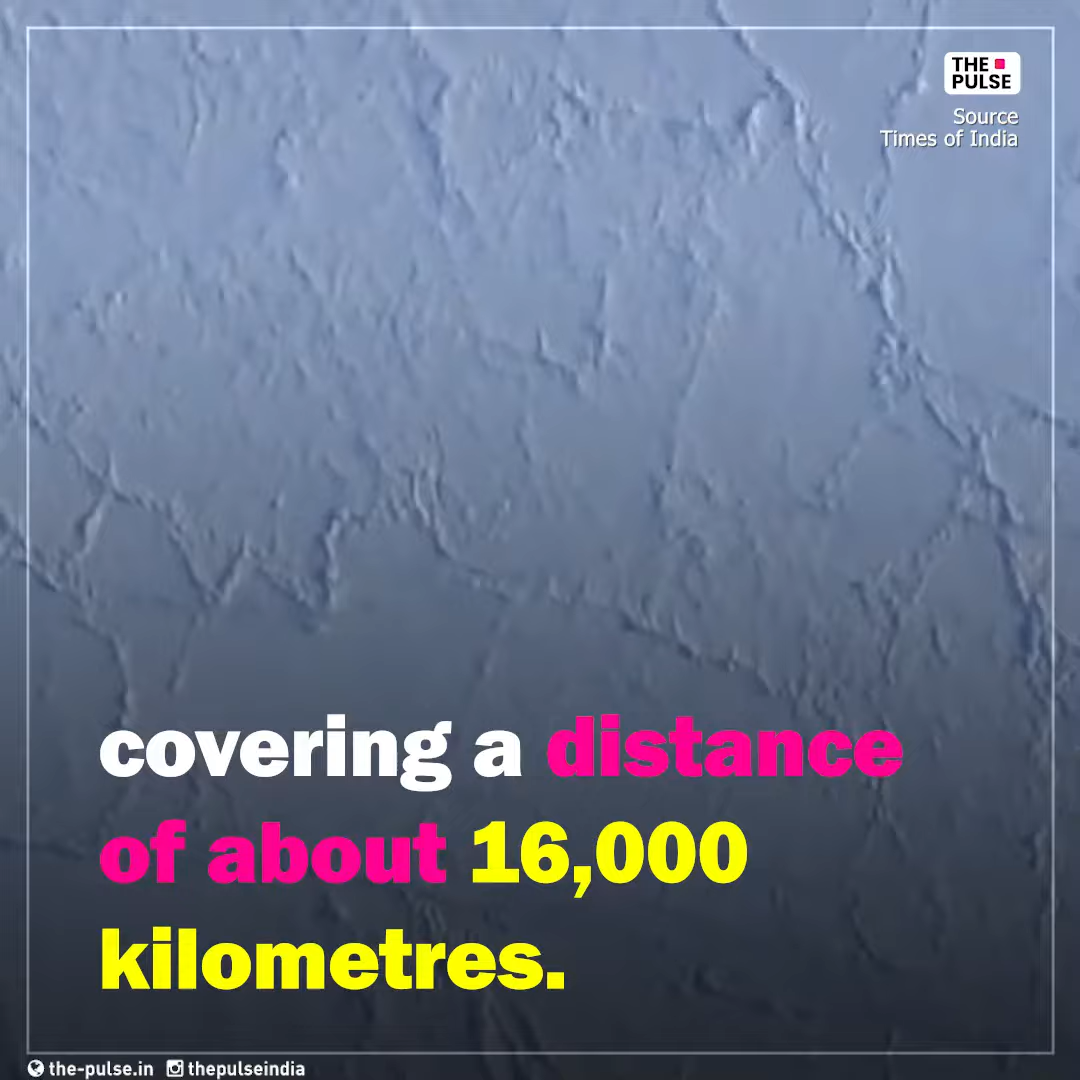 THE
PULSE
Source
Times of India
covering a distance
of about 16,000
kilometres.
the-pulse.in thepulseindia